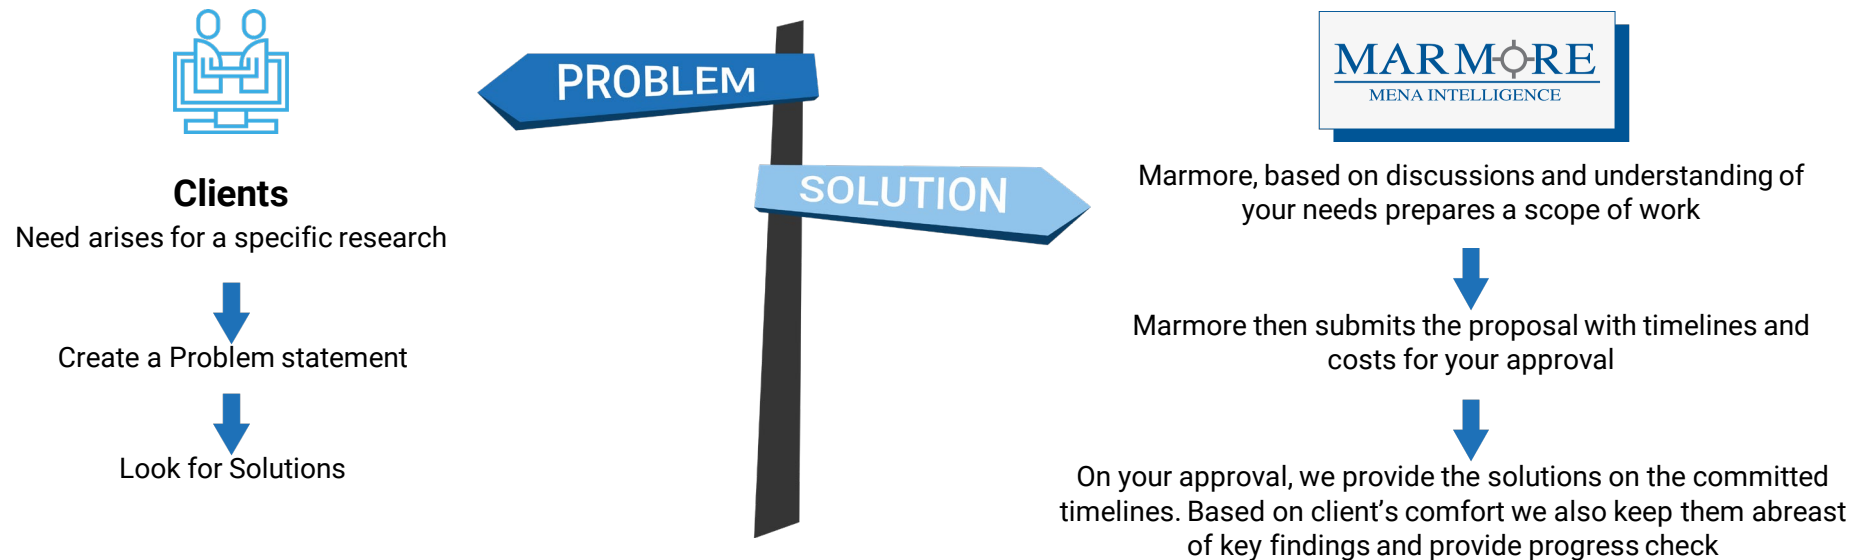 Clients
Need arises for a specific research
Create a Problem statement
Look for Solutions
PROBLEM
SOLUTION
MARMORE
MENA INTELLIGENCE
Marmore, based on discussions and understanding of
your needs prepares a scope of work
Marmore then submits the proposal with timelines and
costs for your approval
On your approval, we provide the solutions on the committed
timelines. Based on client’s comfort we also keep them abreast
of key findings and provide progress check